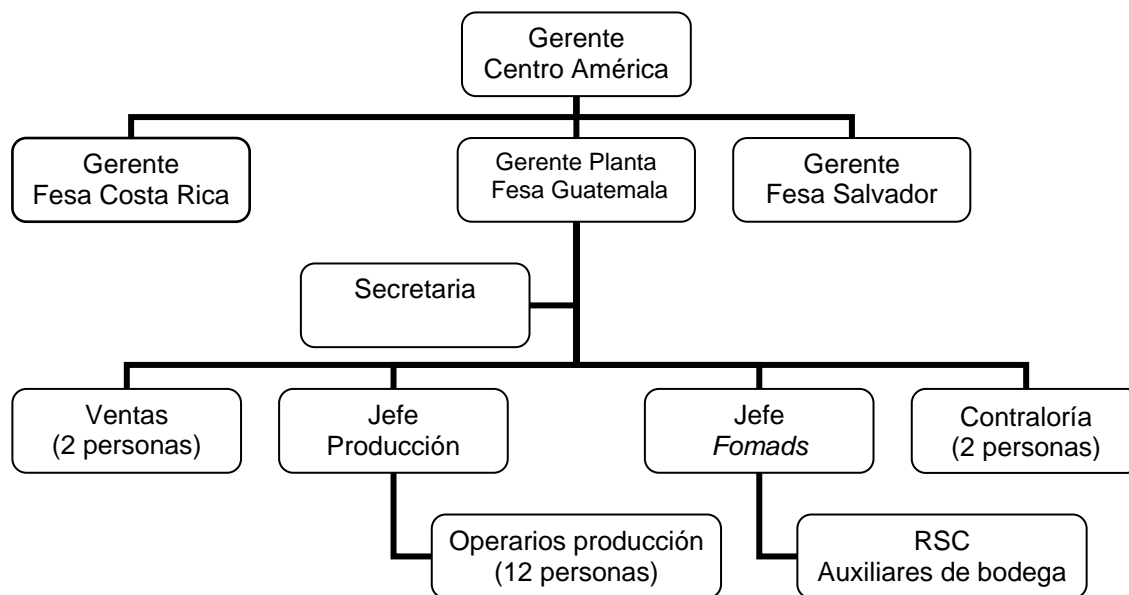 Gerente
Centro América
Gerente
Fesa Costa Rica
Gerente Planta
Fesa Guatemala
Gerente
Fesa Salvador
Secretaria
Ventas
(2 personas)
Jefe
Producción
Jefe
Fomads
Contraloría
(2 personas)
Operarios producción
(12 personas)
RSC
Auxiliares de bodega